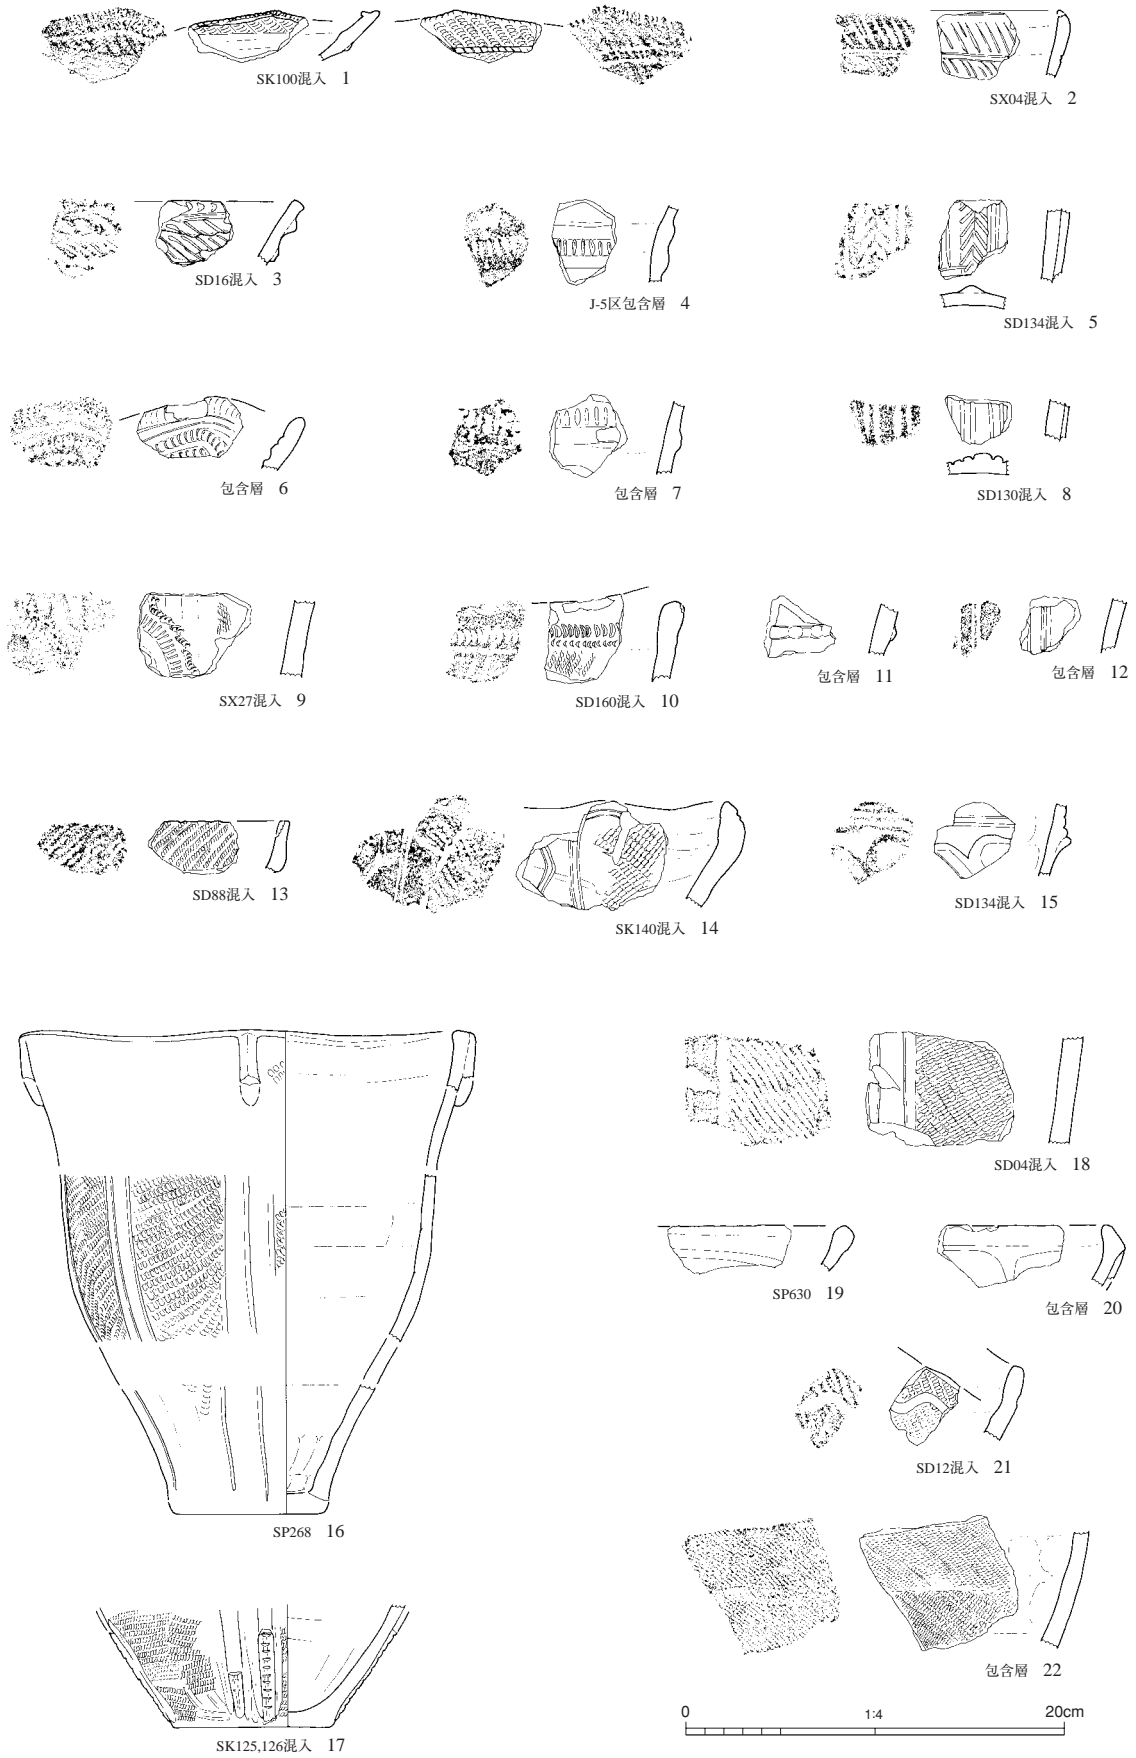 SK100混入 1
SX04混入 2
SD16混入 3
J-5区包含層 4
SD134混入 5
包含層 6
包含層 7
SD130混入 8
SX27混入 9
SD160混入 10
包含層 11
包含層 12
SD88混入 13
SK140混入 14
SD134混入 15
SP268 16
SD04混入 18
SP630 19
包含層 20
SD12混入 21
包含層 22
SK125,126混入 17
0 1:4 20cm